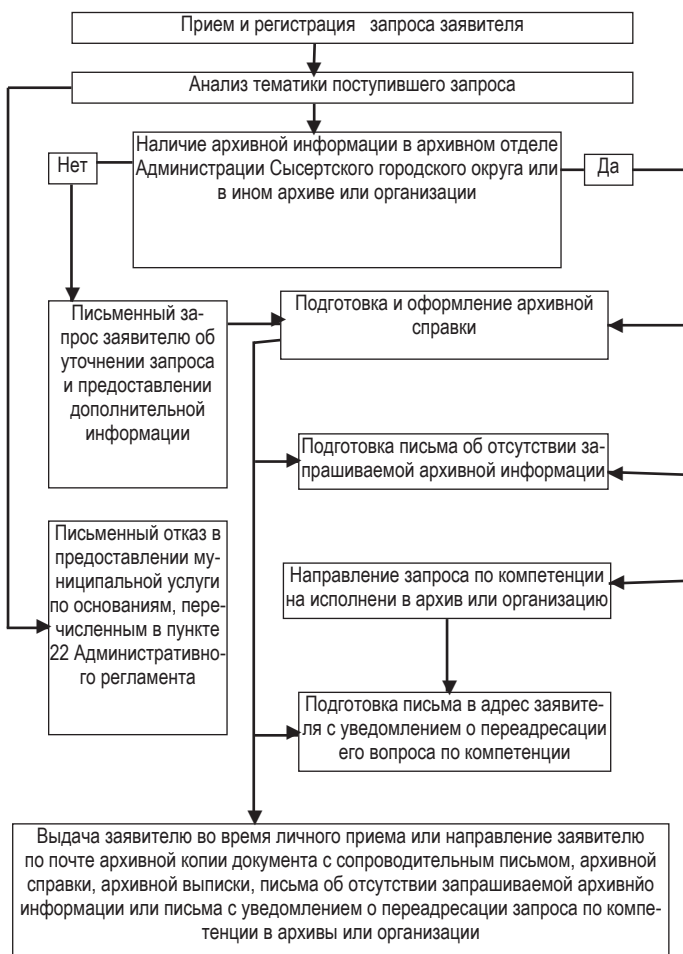 Прием и регистрация запроса заявителя
Анализ тематики поступившего запроса
Наличие архивной информации в архивном отделе
Администрации Сысертского городского округа или
в ином архиве или организации
Нет
Да
Письменный за-
прос заявителю об
уточнении запроса
и предоставлении
дополнительной
информации
Подготовка и оформление архивной
справки
Подготовка письма об отсутствии за-
прашиваемой архивной информации
Письменный отказ в
предоставлении му-
ниципальной услуги
по основаниям, пере-
численным в пункте
22 Административно-
го регламента
Направление запроса по компетенции
на исполнени в архив или организацию
Подготовка письма в адрес заявите-
ля с уведомлением о переадресации
его вопроса по компетенции
Выдача заявителю во время личного приема или направление заявителю
по почте архивной копии документа с сопроводительным письмом, архивной
справки, архивной выписки, письма об отсутствии запрашиваемой архивнйо
информации или письма с уведомлением о переадресации запроса по компе-
тенции в архивы или организации